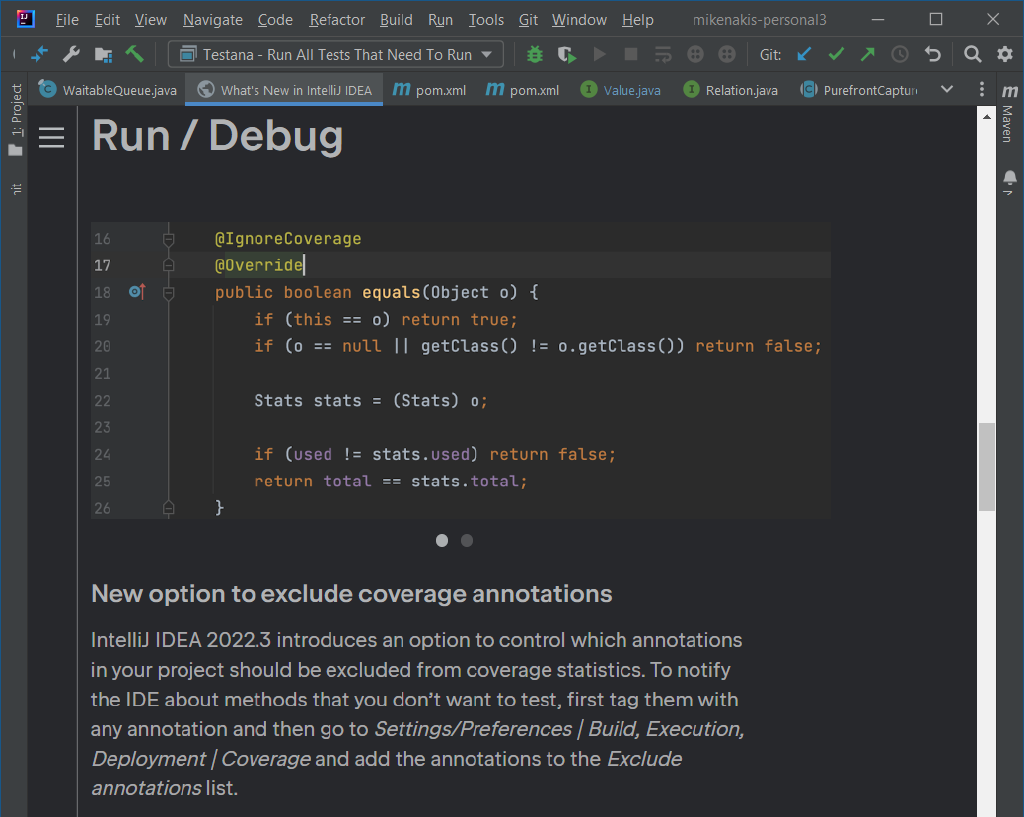 File Edit View Navigate Code Refactor Build Run Tools Git Window Help mikenakis-personal3
Testana - Run All Tests That Need To Run Git:
WaitableQueue.java What's New in IntelliJ IDEA pom.xml pom.xml Value.java Relation.java PurefrontCaptur
1: Project
Maven
Run / Debug
16 @IgnoreCoverage
17 @Override
18 public boolean equals(Object o) {
19 if (this == o) return true;
20 if (o == null || getClass() != o.getClass()) return false;
21
22 Stats stats = (Stats) o;
23
24 if (used != stats.used) return false;
25 return total == stats.total;
26 }
New option to exclude coverage annotations
IntelliJ IDEA 2022.3 introduces an option to control which annotations
in your project should be excluded from coverage statistics. To notify
the IDE about methods that you don’t want to test, first tag them with
any annotation and then go to Settings/Preferences | Build, Execution,
Deployment | Coverage and add the annotations to the Exclude
annotations list.